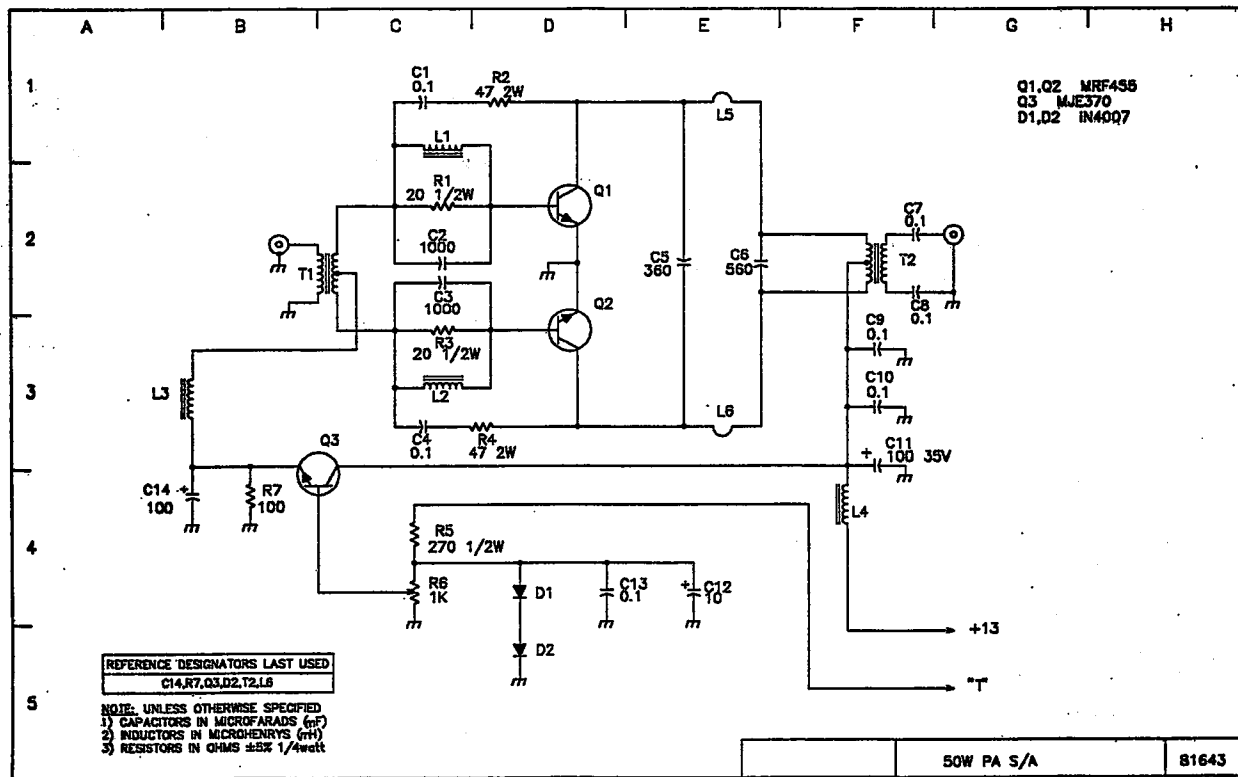 A B C D E F G H
1
2
3
4
5
C1
0.1
R2
47 2W
L1
R1
20 1/2W
C2
1000
C3
1000
R3
20 1/2W
L2
C4
0.1
R4
47 2W
Q1
Q2
T1
L3
Q3
C14
+
100
R7
100
R5
270 1/2W
R6
1K
D1
D2
C13
0.1
+
C12
10
C5
360
C6
560
L5
L6
C7
0.1
T2
C8
0.1
C9
0.1
C10
0.1
+
C11
100 35V
L4
+13
"T"
Q1,Q2 MRF455
Q3 MJE370
D1,D2 IN4007
REFERENCE DESIGNATORS LAST USED
C14,R7,Q3,D2,T2,L6
NOTE: UNLESS OTHERWISE SPECIFIED
1) CAPACITORS IN MICROFARADS (mF)
2) INDUCTORS IN MICROHENRYS (mH)
3) RESISTORS IN OHMS ±5% 1/4watt
50W PA S/A
81643